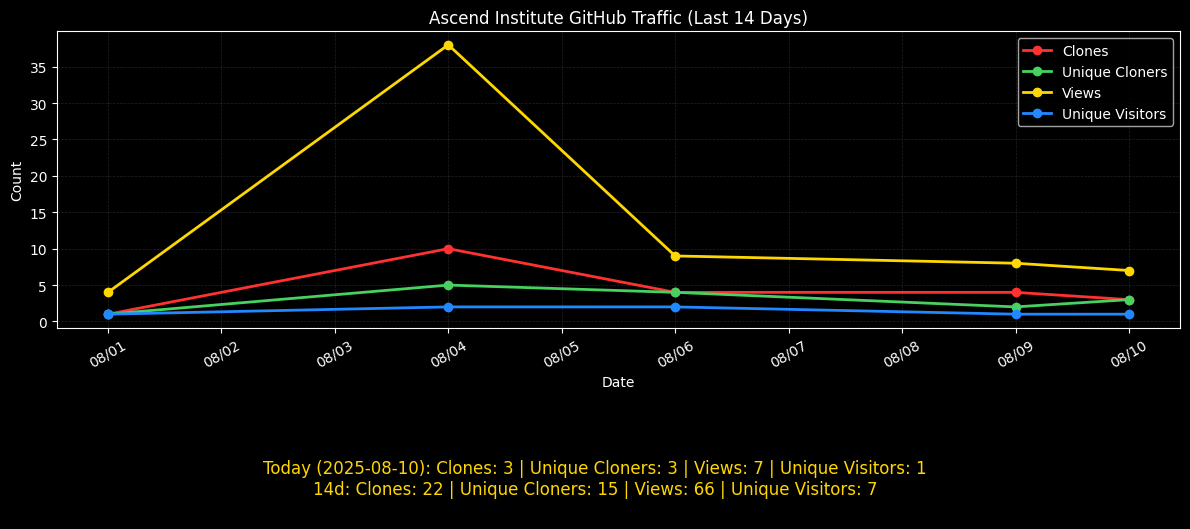 Ascend Institute GitHub Traffic (Last 14 Days)
Clones
Unique Cloners
Views
Unique Visitors
Count
35
30
25
20
15
10
5
0
08/01
08/02
08/03
08/04
08/05
08/06
08/07
08/08
08/09
08/10
Date
Today (2025-08-10): Clones: 3 | Unique Cloners: 3 | Views: 7 | Unique Visitors: 1
14d: Clones: 22 | Unique Cloners: 15 | Views: 66 | Unique Visitors: 7